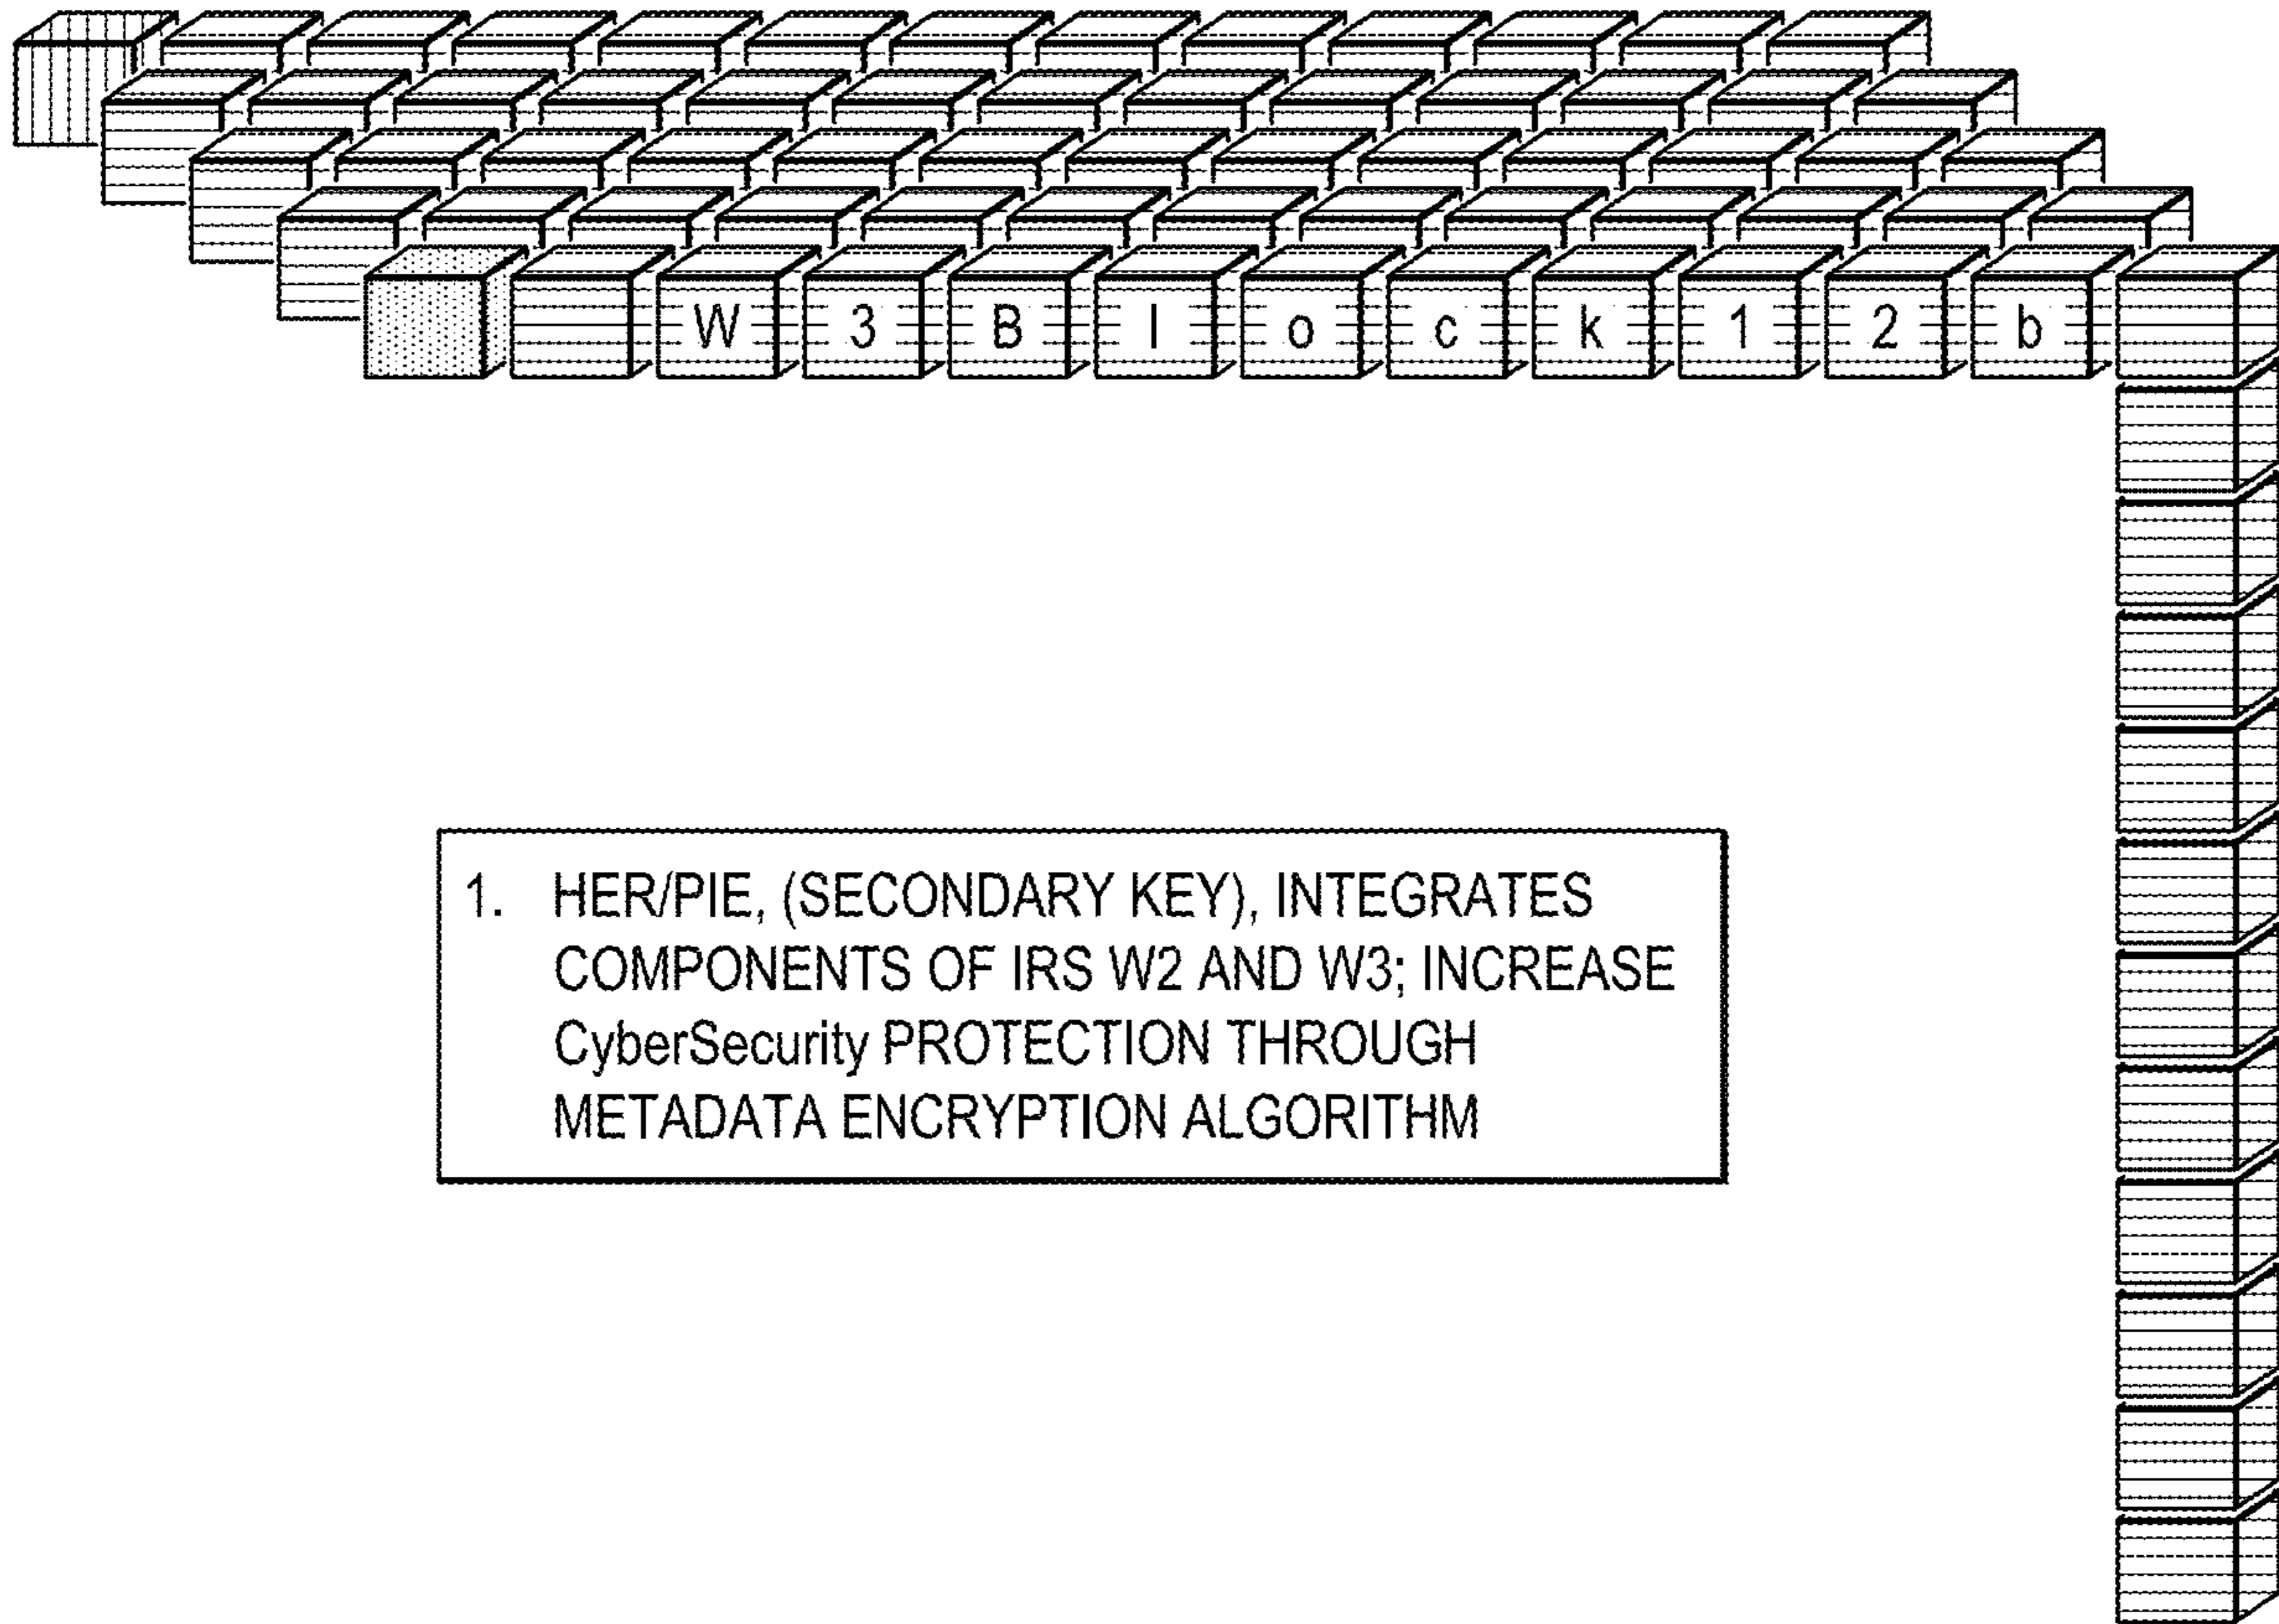 W 3 B l o c k 1 2 b
1. HER/PIE, (SECONDARY KEY), INTEGRATES
COMPONENTS OF IRS W2 AND W3; INCREASE
CyberSecurity PROTECTION THROUGH
METADATA ENCRYPTION ALGORITHM